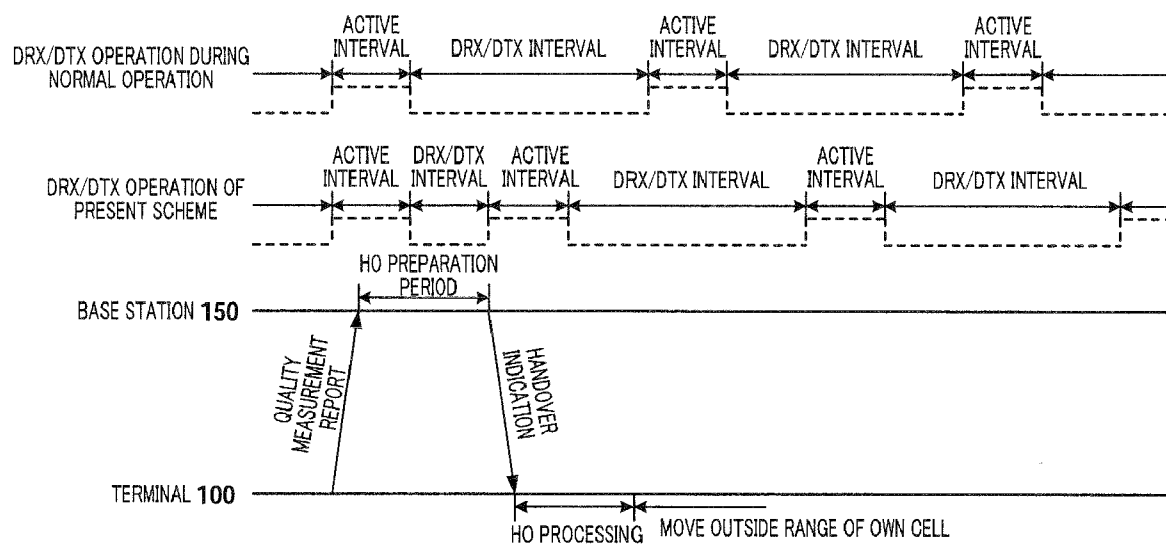 DRX/DTX OPERATION DURING
NORMAL OPERATION
ACTIVE
INTERVAL
DRX/DTX INTERVAL
ACTIVE
INTERVAL
DRX/DTX INTERVAL
ACTIVE
INTERVAL
DRX/DTX OPERATION OF
PRESENT SCHEME
ACTIVE
INTERVAL
DRX/DTX
INTERVAL
ACTIVE
INTERVAL
DRX/DTX INTERVAL
ACTIVE
INTERVAL
DRX/DTX INTERVAL
HO PREPARATION
PERIOD
BASE STATION 150
QUALITY
MEASUREMENT
REPORT
HANDOVER
INDICATION
TERMINAL 100
HO PROCESSING
MOVE OUTSIDE RANGE OF OWN CELL